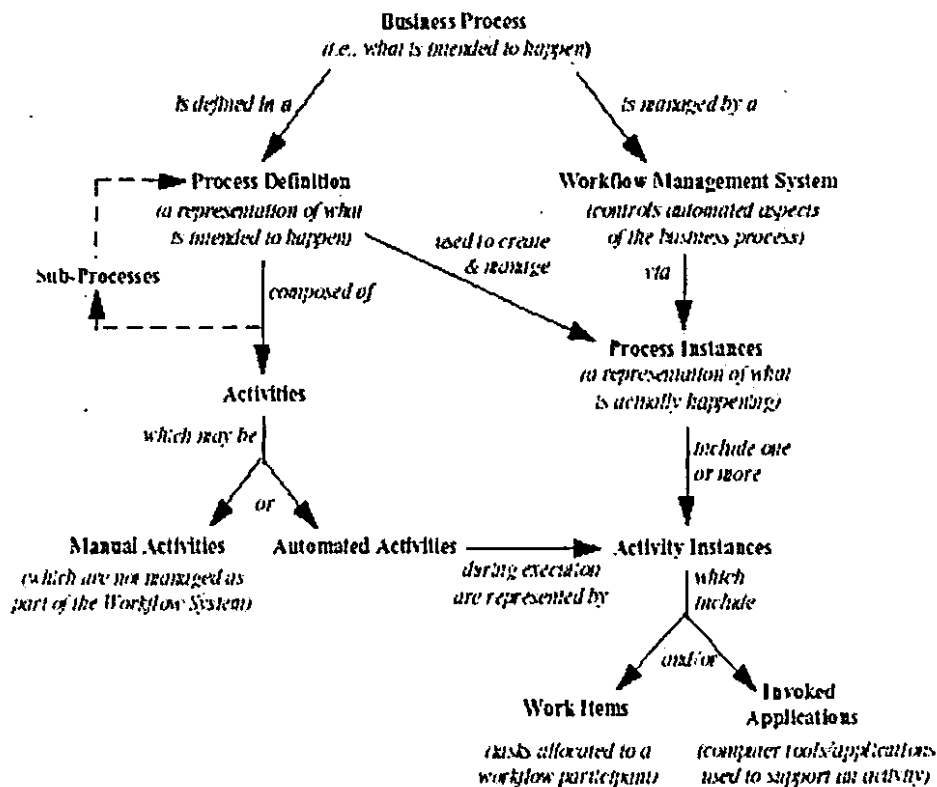 Business Process
(i.e., what is intended to happen)
is defined in a
is managed by a
Process Definition
(a representation of what
is intended to happen)
Workflow Management System
(controls automated aspects
of the business process)
used to create
& manage
via
Sub-Processes
composed of
Process Instances
(a representation of what
is actually happening)
Activities
which may be
include one
or more
or
Manual Activities
(which are not managed as
part of the Workflow System)
Automated Activities
during execution
are represented by
Activity Instances
which
include
and/or
Work Items
(tasks allocated to a
workflow participant)
Invoked
Applications
(computer tools/applications
used to support an activity)